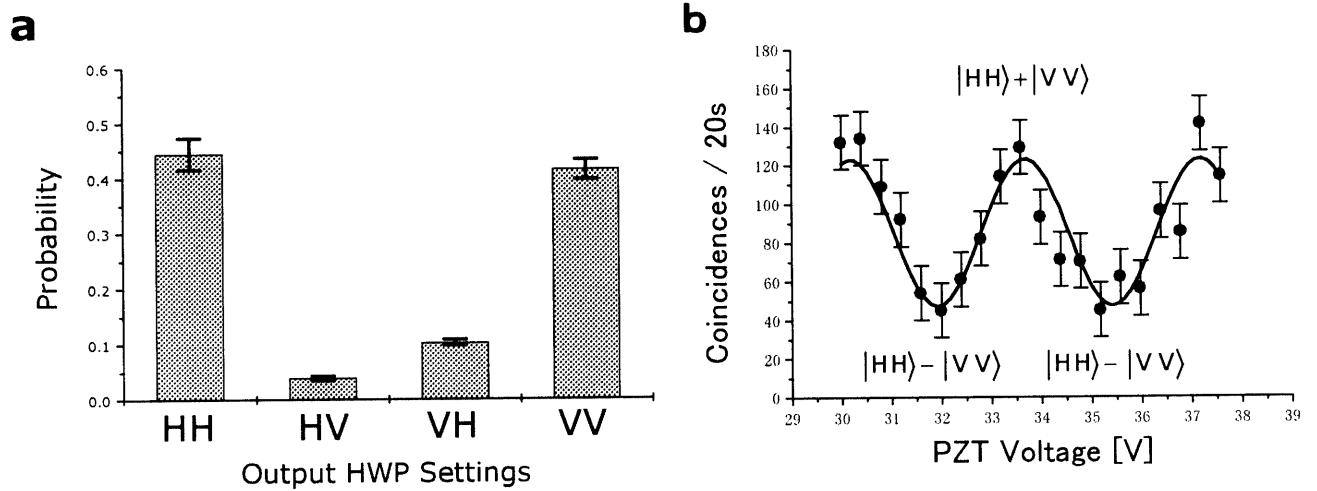 a
0.6
0.5
0.4
0.3
0.2
0.1
0.0
Probability
HH HV VH VV
Output HWP Settings
b
180
160
140
120
100
80
60
40
20
0
Coincidences / 20s
|HH⟩+|VV⟩
|HH⟩-|VV⟩ |HH⟩-|VV⟩
29 30 31 32 33 34 35 36 37 38 39
PZT Voltage [V]